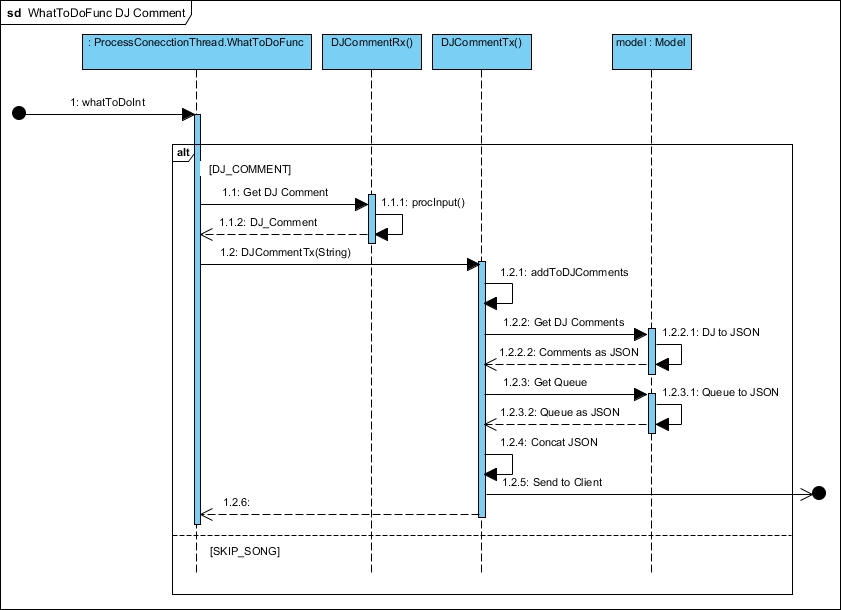 sd WhatToDoFunc DJ Comment
: ProcessConecctionThread.WhatToDoFunc
DJCommentRx()
DJCommentTx()
model : Model
1: whatToDoInt
alt
[DJ_COMMENT]
1.1: Get DJ Comment
1.1.1: procInput()
1.1.2: DJ_Comment
1.2: DJCommentTx(String)
1.2.1: addToDJComments
1.2.2: Get DJ Comments
1.2.2.1: DJ to JSON
1.2.2.2: Comments as JSON
1.2.3: Get Queue
1.2.3.1: Queue to JSON
1.2.3.2: Queue as JSON
1.2.4: Concat JSON
1.2.5: Send to Client
1.2.6:
[SKIP_SONG]